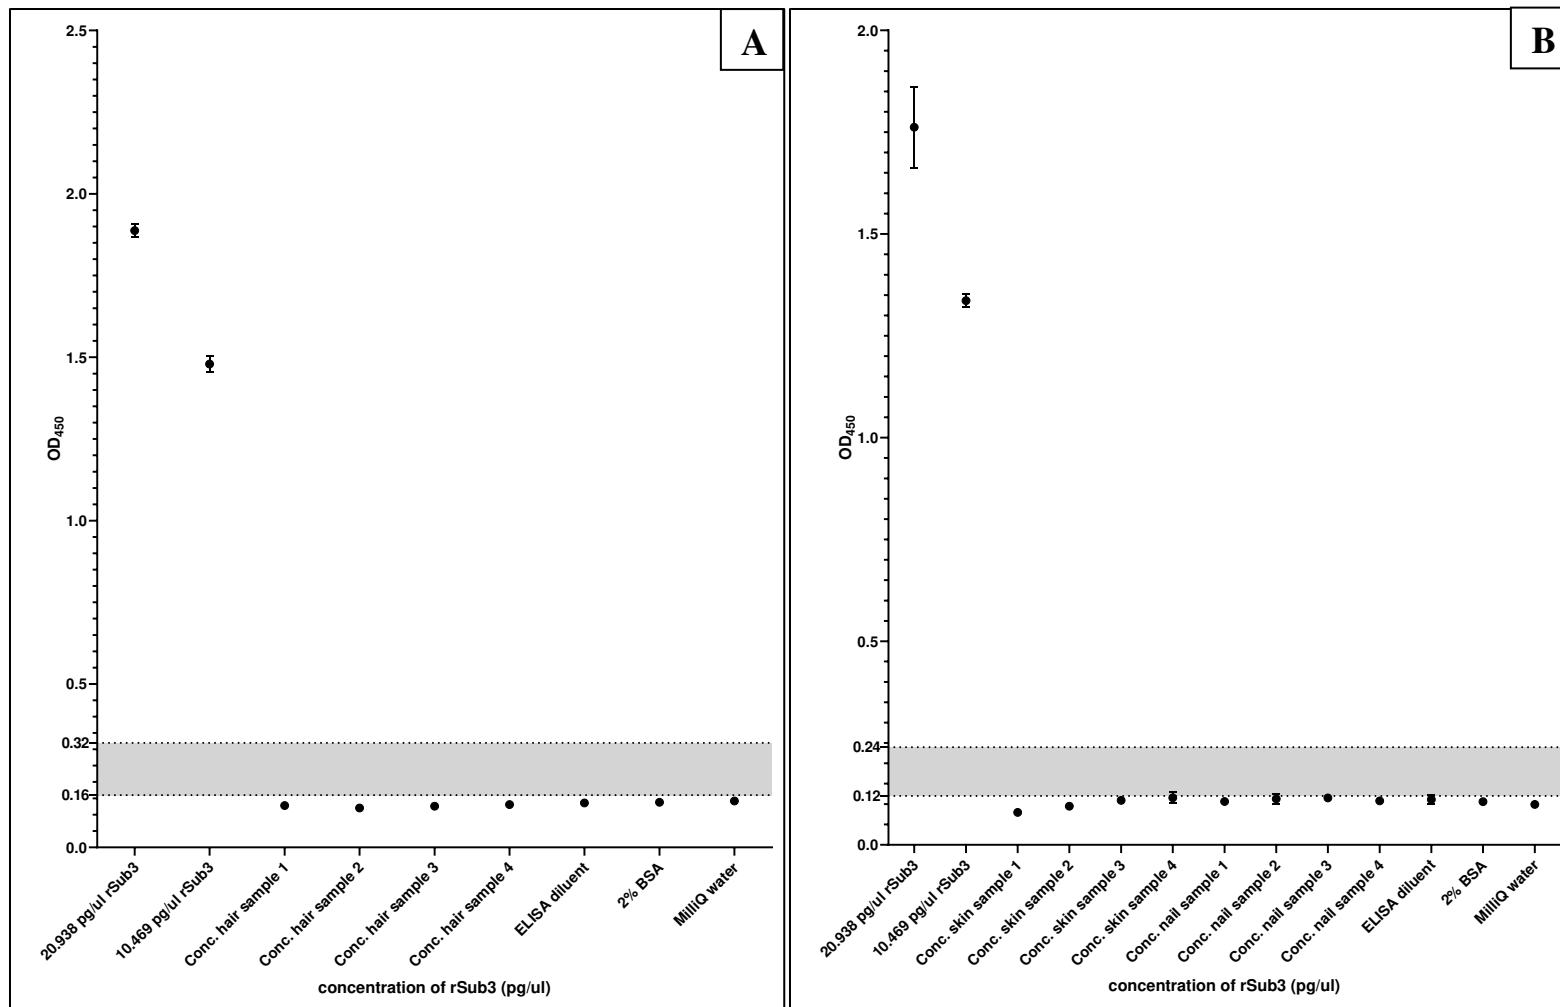 A
2.5
2.0
1.5
1.0
0.5
0.32
0.16
0.0
OD450
20.938 pg/ul rSub3
10.469 pg/ul rSub3
Conc. hair sample 1
Conc. hair sample 2
Conc. hair sample 3
Conc. hair sample 4
ELISA diluent
2% BSA
MilliQ water
concentration of rSub3 (pg/ul)
B
2.0
1.5
1.0
0.5
0.24
0.12
0.0
OD450
20.938 pg/ul rSub3
10.469 pg/ul rSub3
Conc. skin sample 1
Conc. skin sample 2
Conc. skin sample 3
Conc. skin sample 4
Conc. nail sample 1
Conc. nail sample 2
Conc. nail sample 3
Conc. nail sample 4
ELISA diluent
2% BSA
MilliQ water
concentration of rSub3 (pg/ul)